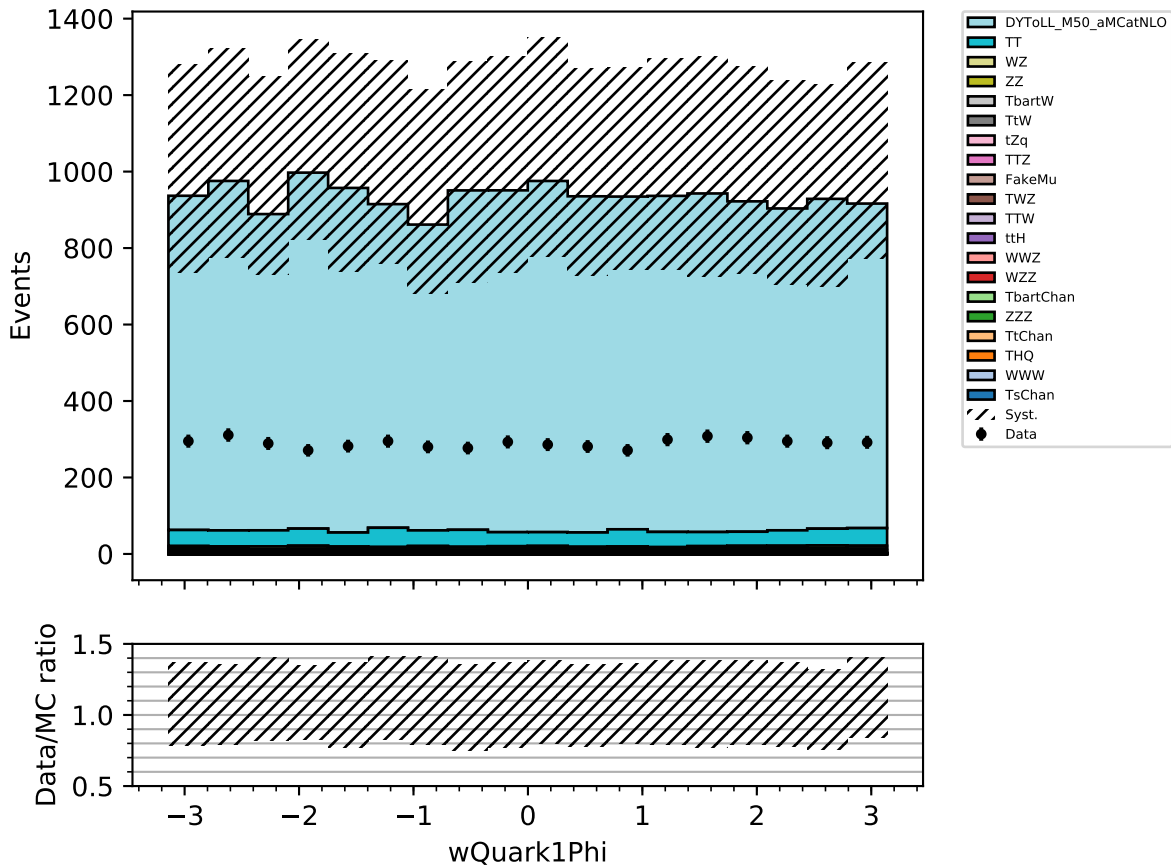 1400
1200
1000
800
600
400
200
0
Events
DYToLL_M50_aMCatNLO
TT
WZ
ZZ
TbartW
TtW
tZq
TTZ
FakeMu
TWZ
TTW
ttH
WWZ
WZZ
TbartChan
ZZZ
TtChan
THQ
WWW
TsChan
Syst.
Data
1.5
1.0
0.5
Data/MC ratio
−3 −2 −1 0 1 2 3
wQuark1Phi